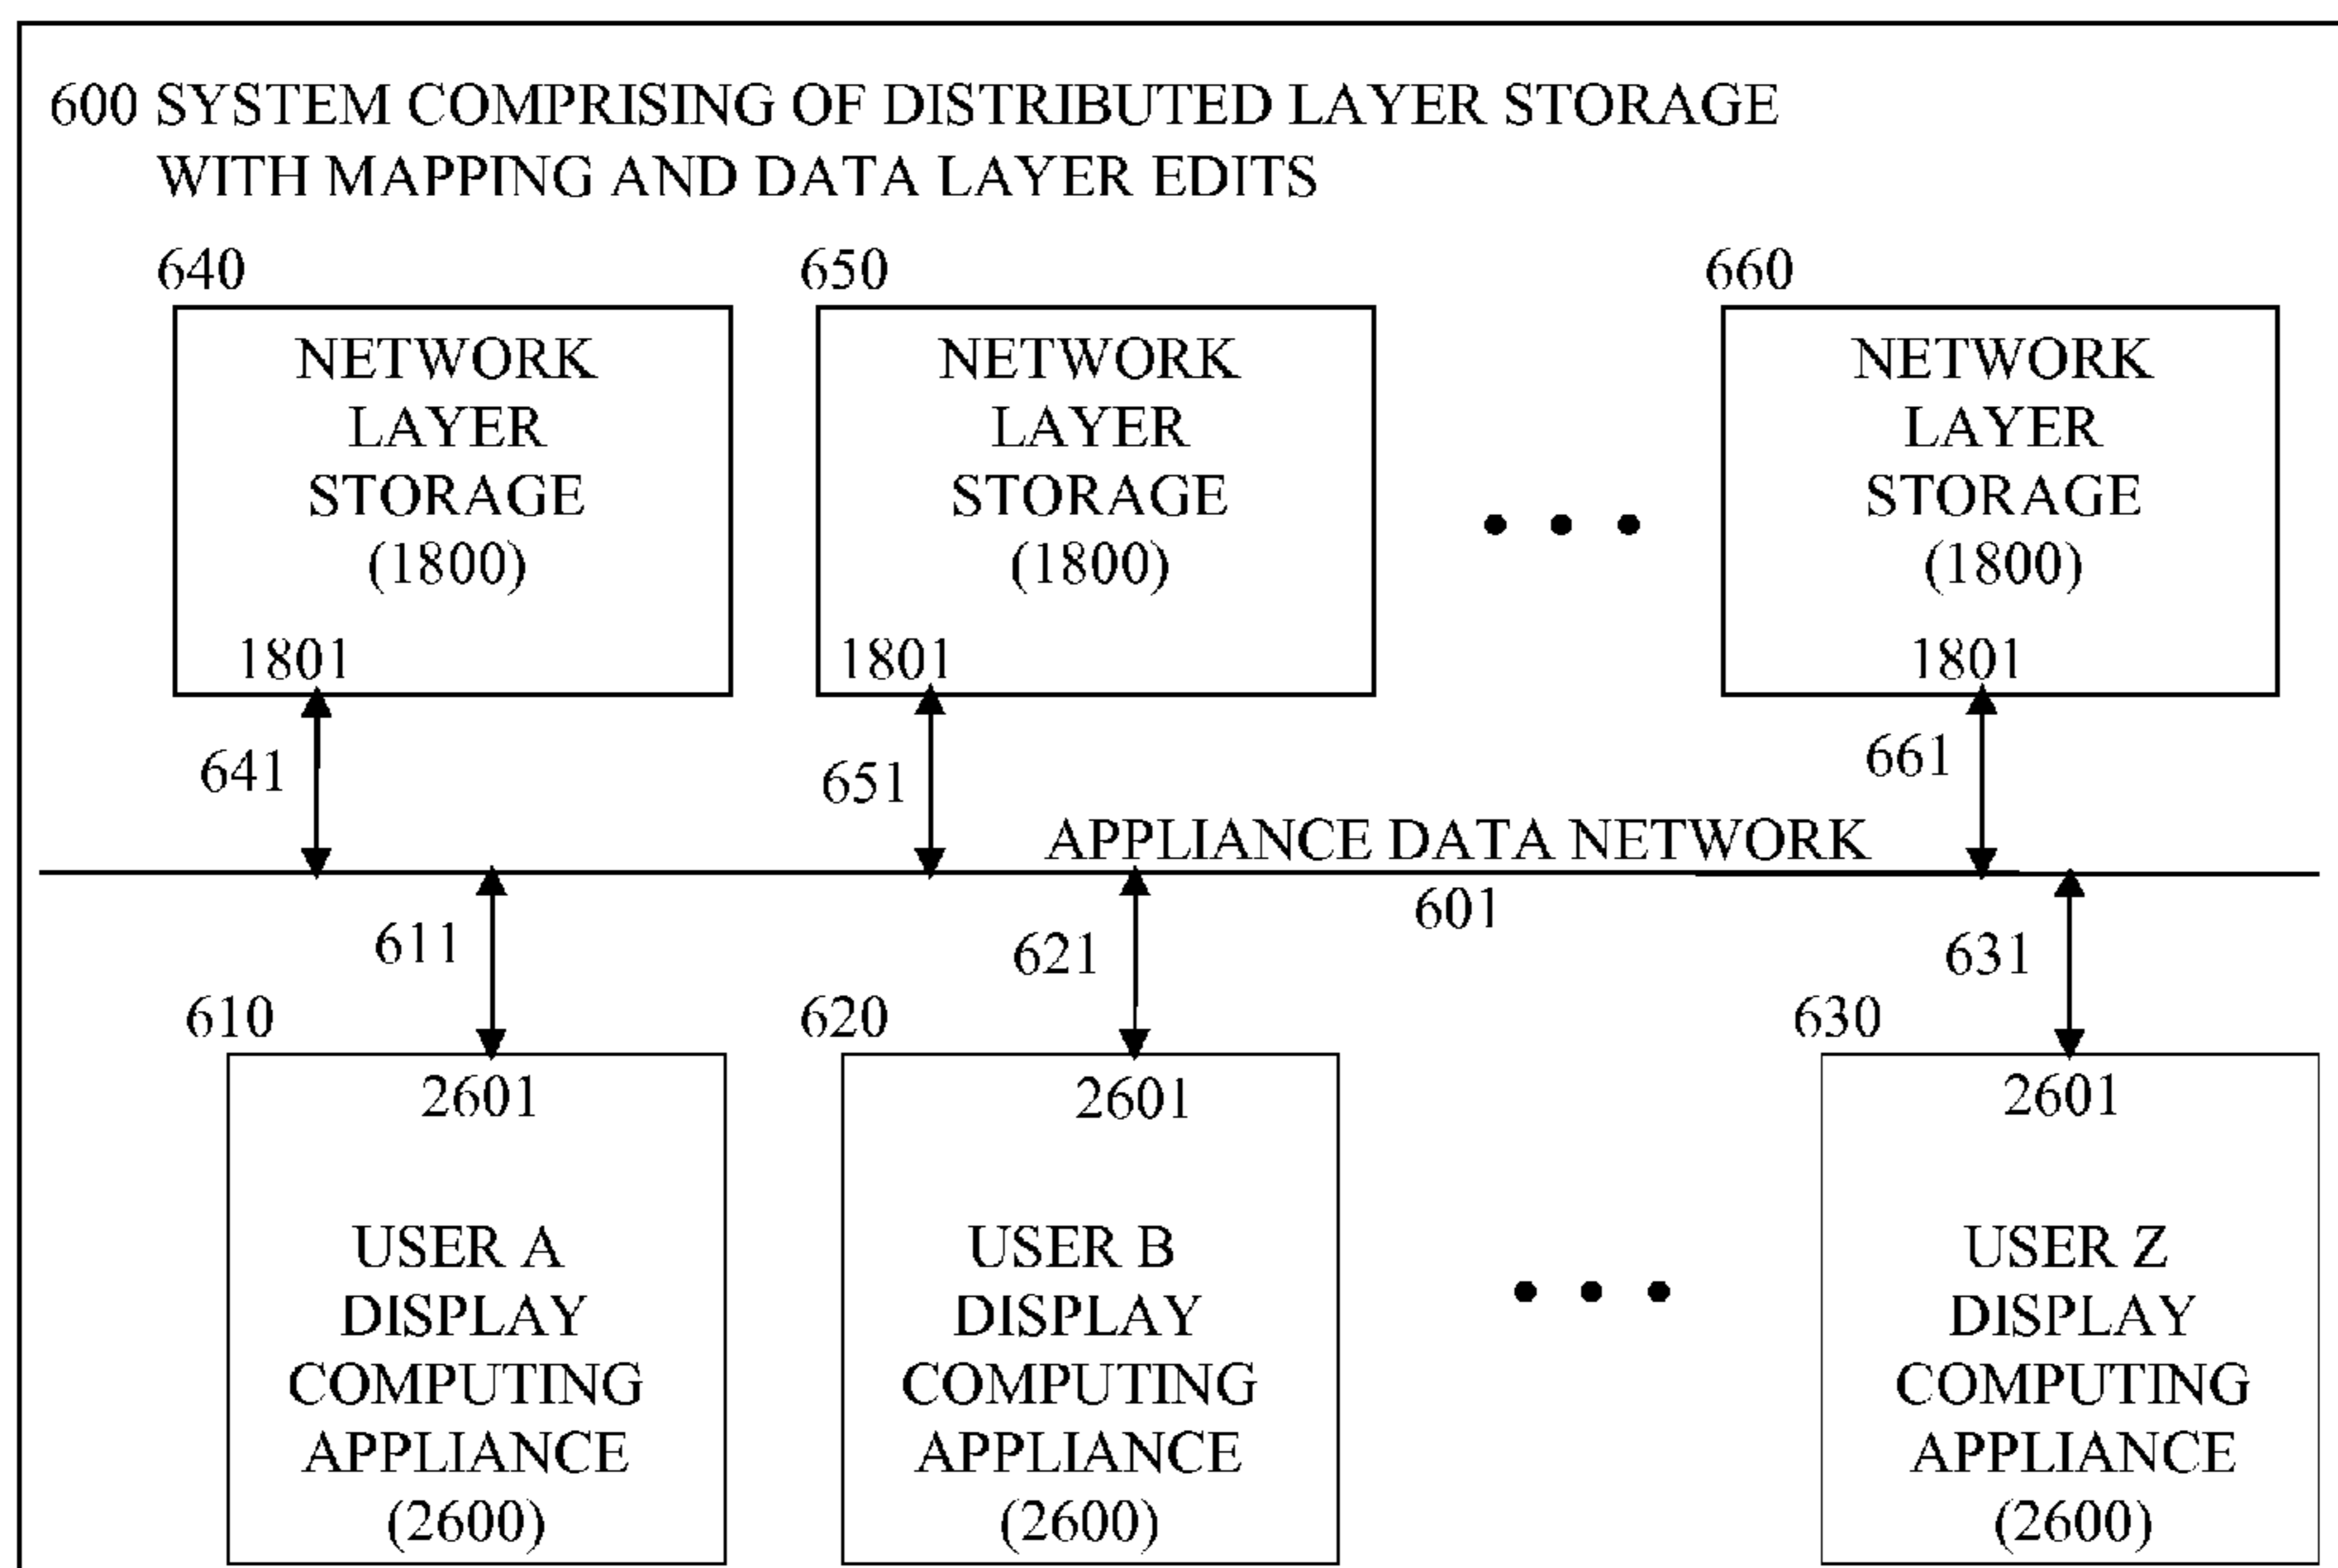 600 SYSTEM COMPRISING OF DISTRIBUTED LAYER STORAGE
WITH MAPPING AND DATA LAYER EDITS
640
650
660
NETWORK
LAYER
STORAGE
(1800)
1801
NETWORK
LAYER
STORAGE
(1800)
1801
NETWORK
LAYER
STORAGE
(1800)
1801
641
651
661
APPLIANCE DATA NETWORK
601
611
621
631
610
620
630
2601
USER A
DISPLAY
COMPUTING
APPLIANCE
(2600)
2601
USER B
DISPLAY
COMPUTING
APPLIANCE
(2600)
2601
USER Z
DISPLAY
COMPUTING
APPLIANCE
(2600)